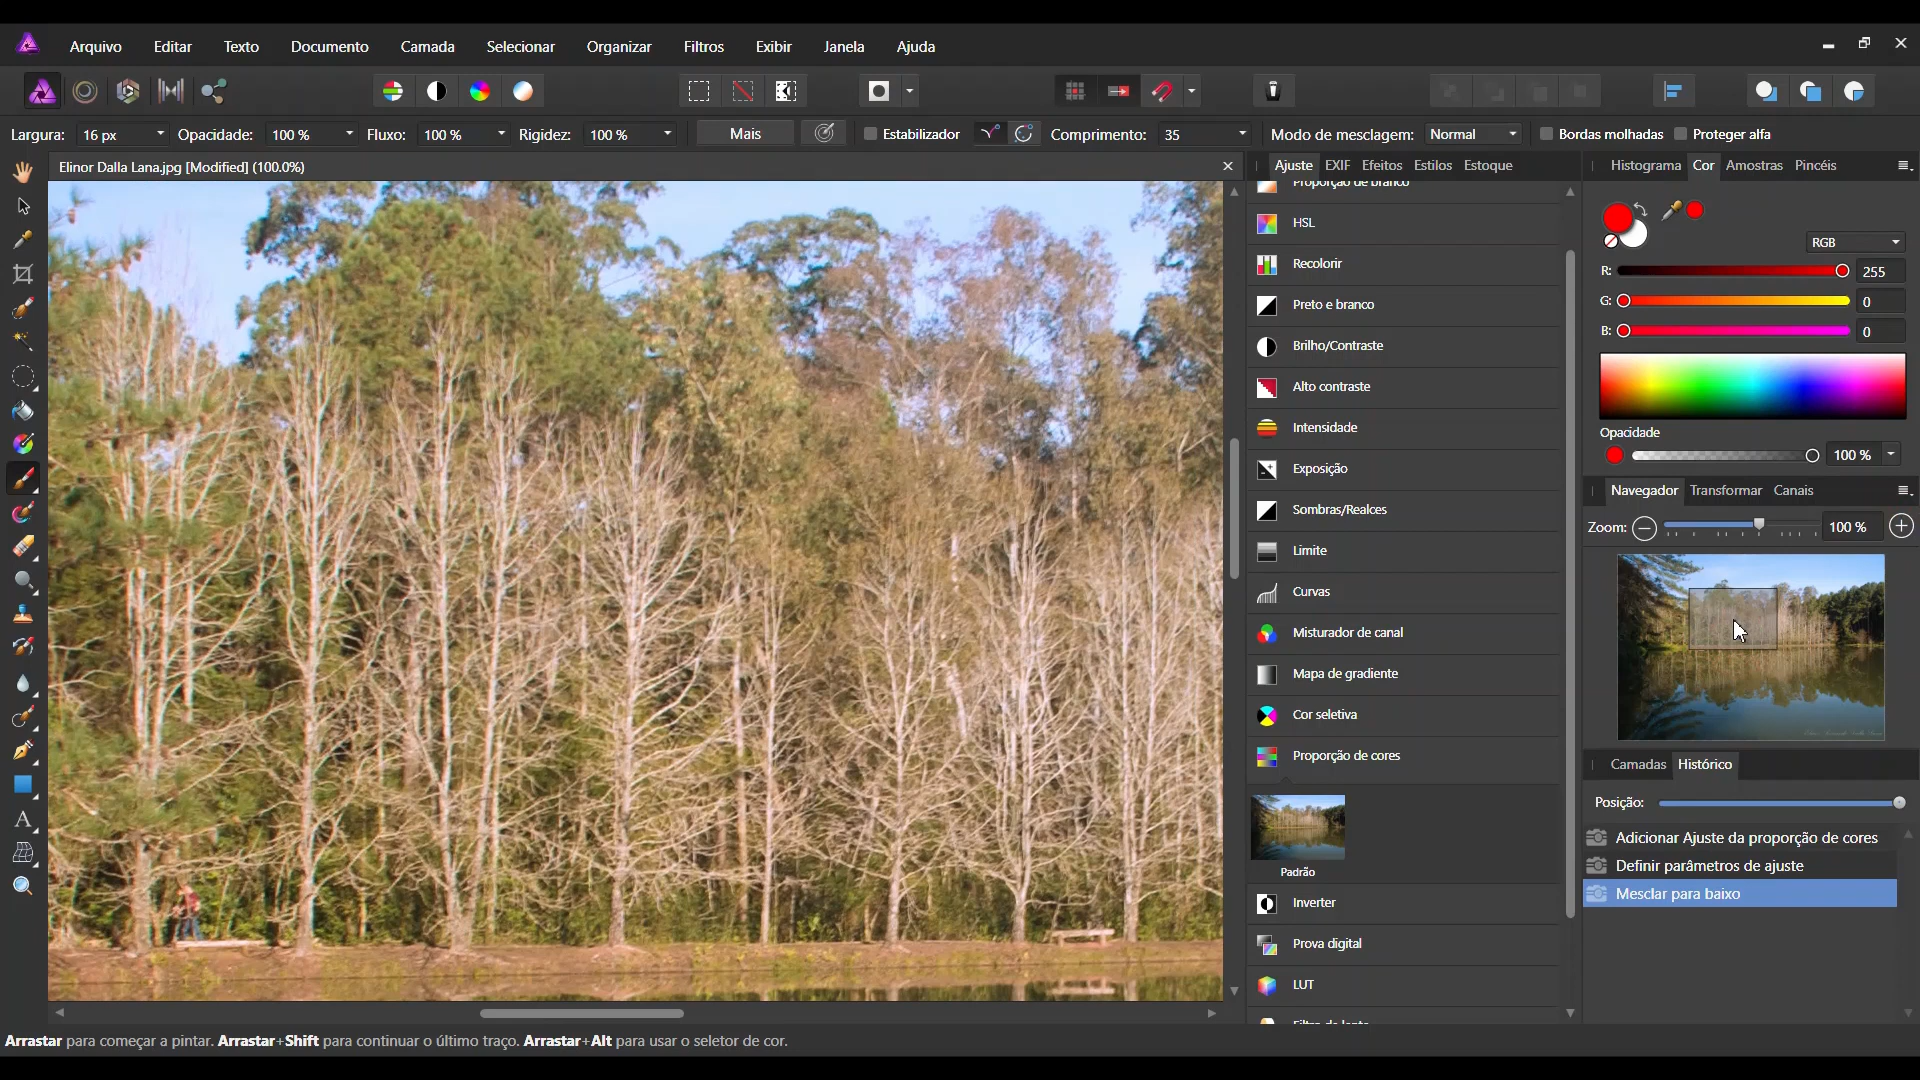 Arquivo Editar Texto Documento Camada Selecionar Organizar Filtros Exibir Janela Ajuda
Largura: 16 px Opacidade: 100 % Fluxo: 100 % Rigidez: 100 % Mais Estabilizador Comprimento: 35 Modo de mesclagem: Normal Bordas molhadas Proteger alfa
Elinor Dalla Lana.jpg [Modified] (100.0%)
Ajuste EXIF Efeitos Estilos Estoque
Proporção de branco
HSL
Recolorir
Preto e branco
Brilho/Contraste
Alto contraste
Intensidade
Exposição
Sombras/Realces
Limite
Curvas
Misturador de canal
Mapa de gradiente
Cor seletiva
Proporção de cores
Padrão
Inverter
Prova digital
LUT
Histograma Cor Amostras Pincéis
RGB
R: 255
G: 0
B: 0
Opacidade
100 %
Navegador Transformar Canais
Zoom: 100 %
Camadas Histórico
Posição:
Adicionar Ajuste da proporção de cores
Definir parâmetros de ajuste
Mesclar para baixo
Arrastar para começar a pintar. Arrastar+Shift para continuar o último traço. Arrastar+Alt para usar o seletor de cor.